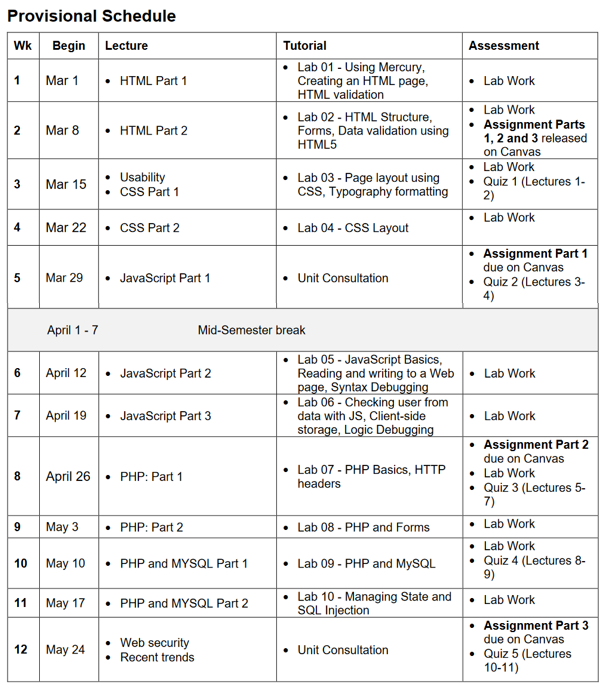 Provisional Schedule
Wk Begin Lecture Tutorial Assessment
1 Mar 1
• HTML Part 1
• Lab 01 - Using Mercury,
Creating an HTML page,
HTML validation
• Lab Work
2 Mar 8
• HTML Part 2
• Lab 02 - HTML Structure,
Forms, Data validation using
HTML5
• Lab Work
• Assignment Parts
1, 2 and 3 released
on Canvas
3 Mar 15
• Usability
• CSS Part 1
• Lab 03 - Page layout using
CSS, Typography formatting
• Lab Work
• Quiz 1 (Lectures 1-
2)
4 Mar 22
• CSS Part 2
• Lab 04 - CSS Layout
• Lab Work
5 Mar 29
• JavaScript Part 1
• Unit Consultation
• Assignment Part 1
due on Canvas
• Quiz 2 (Lectures 3-
4)
April 1 - 7 Mid-Semester break
6 April 12
• JavaScript Part 2
• Lab 05 - JavaScript Basics,
Reading and writing to a Web
page, Syntax Debugging
• Lab Work
7 April 19
• JavaScript Part 3
• Lab 06 - Checking user from
data with JS, Client-side
storage, Logic Debugging
• Lab Work
8 April 26
• PHP: Part 1
• Lab 07 - PHP Basics, HTTP
headers
• Assignment Part 2
due on Canvas
• Lab Work
• Quiz 3 (Lectures 5-
7)
9 May 3
• PHP: Part 2
• Lab 08 - PHP and Forms
• Lab Work
10 May 10
• PHP and MYSQL Part 1
• Lab 09 - PHP and MySQL
• Lab Work
• Quiz 4 (Lectures 8-
9)
11 May 17
• PHP and MYSQL Part 2
• Lab 10 - Managing State and
SQL Injection
• Lab Work
12 May 24
• Web security
• Recent trends
• Unit Consultation
• Assignment Part 3
due on Canvas
• Quiz 5 (Lectures
10-11)